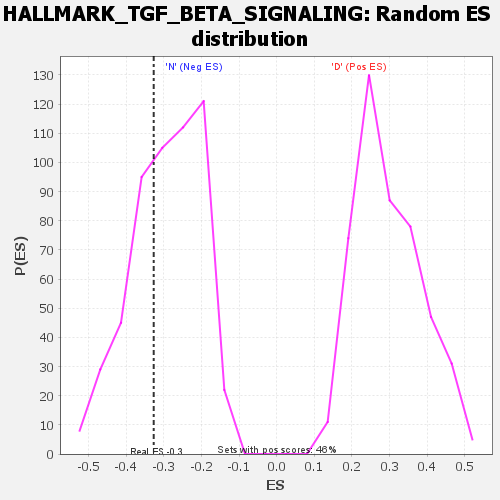 HALLMARK_TGF_BETA_SIGNALING: Random ES
distribution
'N' (Neg ES)
'D' (Pos ES)
P(ES)
130
120
110
100
90
80
70
60
50
40
30
20
10
0
Real ES -0.3
Sets with pos scores: 46%
-0.5 -0.4 -0.3 -0.2 -0.1 0.0 0.1 0.2 0.3 0.4 0.5
ES